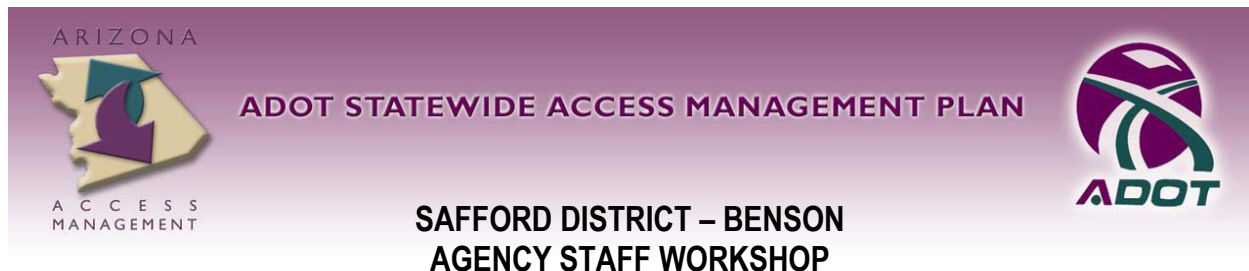 ARIZONA
ACCESS
MANAGEMENT
ADOT STATEWIDE ACCESS MANAGEMENT PLAN
ADOT
SAFFORD DISTRICT – BENSON
AGENCY STAFF WORKSHOP